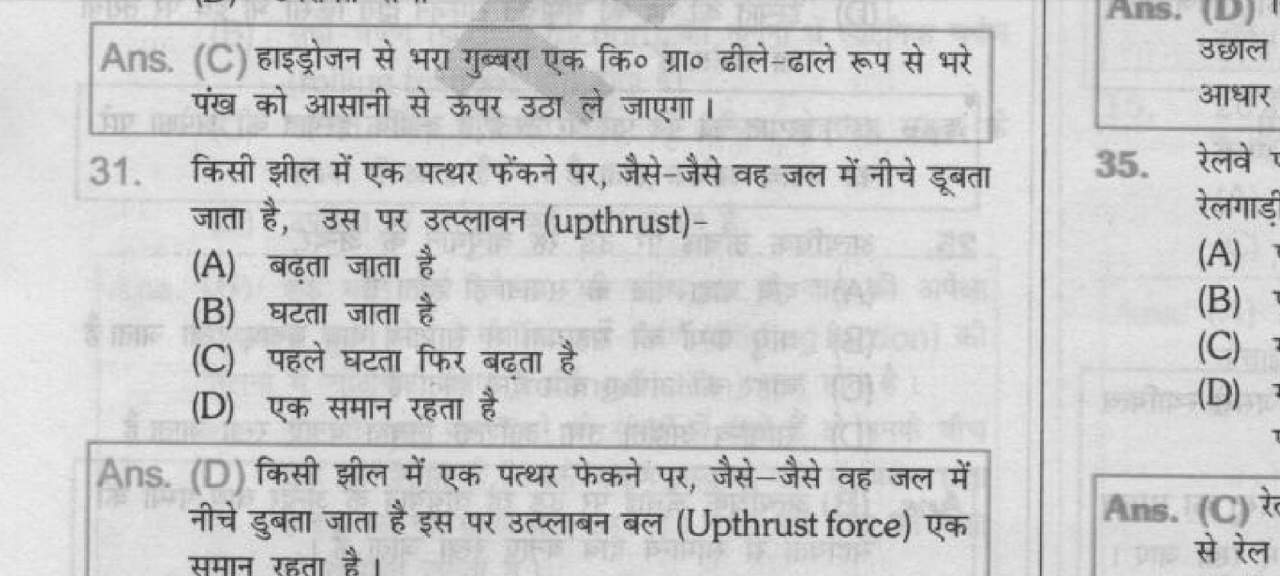 Ans. (C) हाइड्रोजन से भरा गुब्बरा एक कि० ग्रा० ढीले-ढाले रूप से भरे
पंख को आसानी से ऊपर उठा ले जाएगा।
31. किसी झील में एक पत्थर फेंकने पर, जैसे-जैसे वह जल में नीचे डूबता
जाता है, उस पर उत्प्लावन (upthrust)-
(A) बढ़ता जाता है
(B) घटता जाता है
(C) पहले घटता फिर बढ़ता है
(D) एक समान रहता है
Ans. (D) किसी झील में एक पत्थर फेकने पर, जैसे-जैसे वह जल में
नीचे डुबता जाता है इस पर उत्प्लाबन बल (Upthrust force) एक
समान रहता है।
Ans. (D)
उछाल
आधार
35. रेलवे
रेलगाड़ी
(A)
(B)
(C)
(D)
Ans. (C)
से रेल